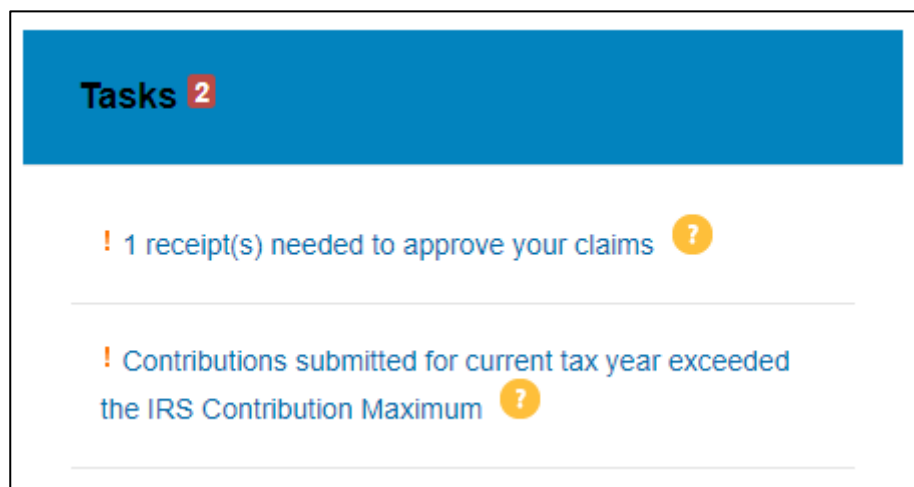 Tasks 2
! 1 receipt(s) needed to approve your claims ?
! Contributions submitted for current tax year exceeded
the IRS Contribution Maximum ?